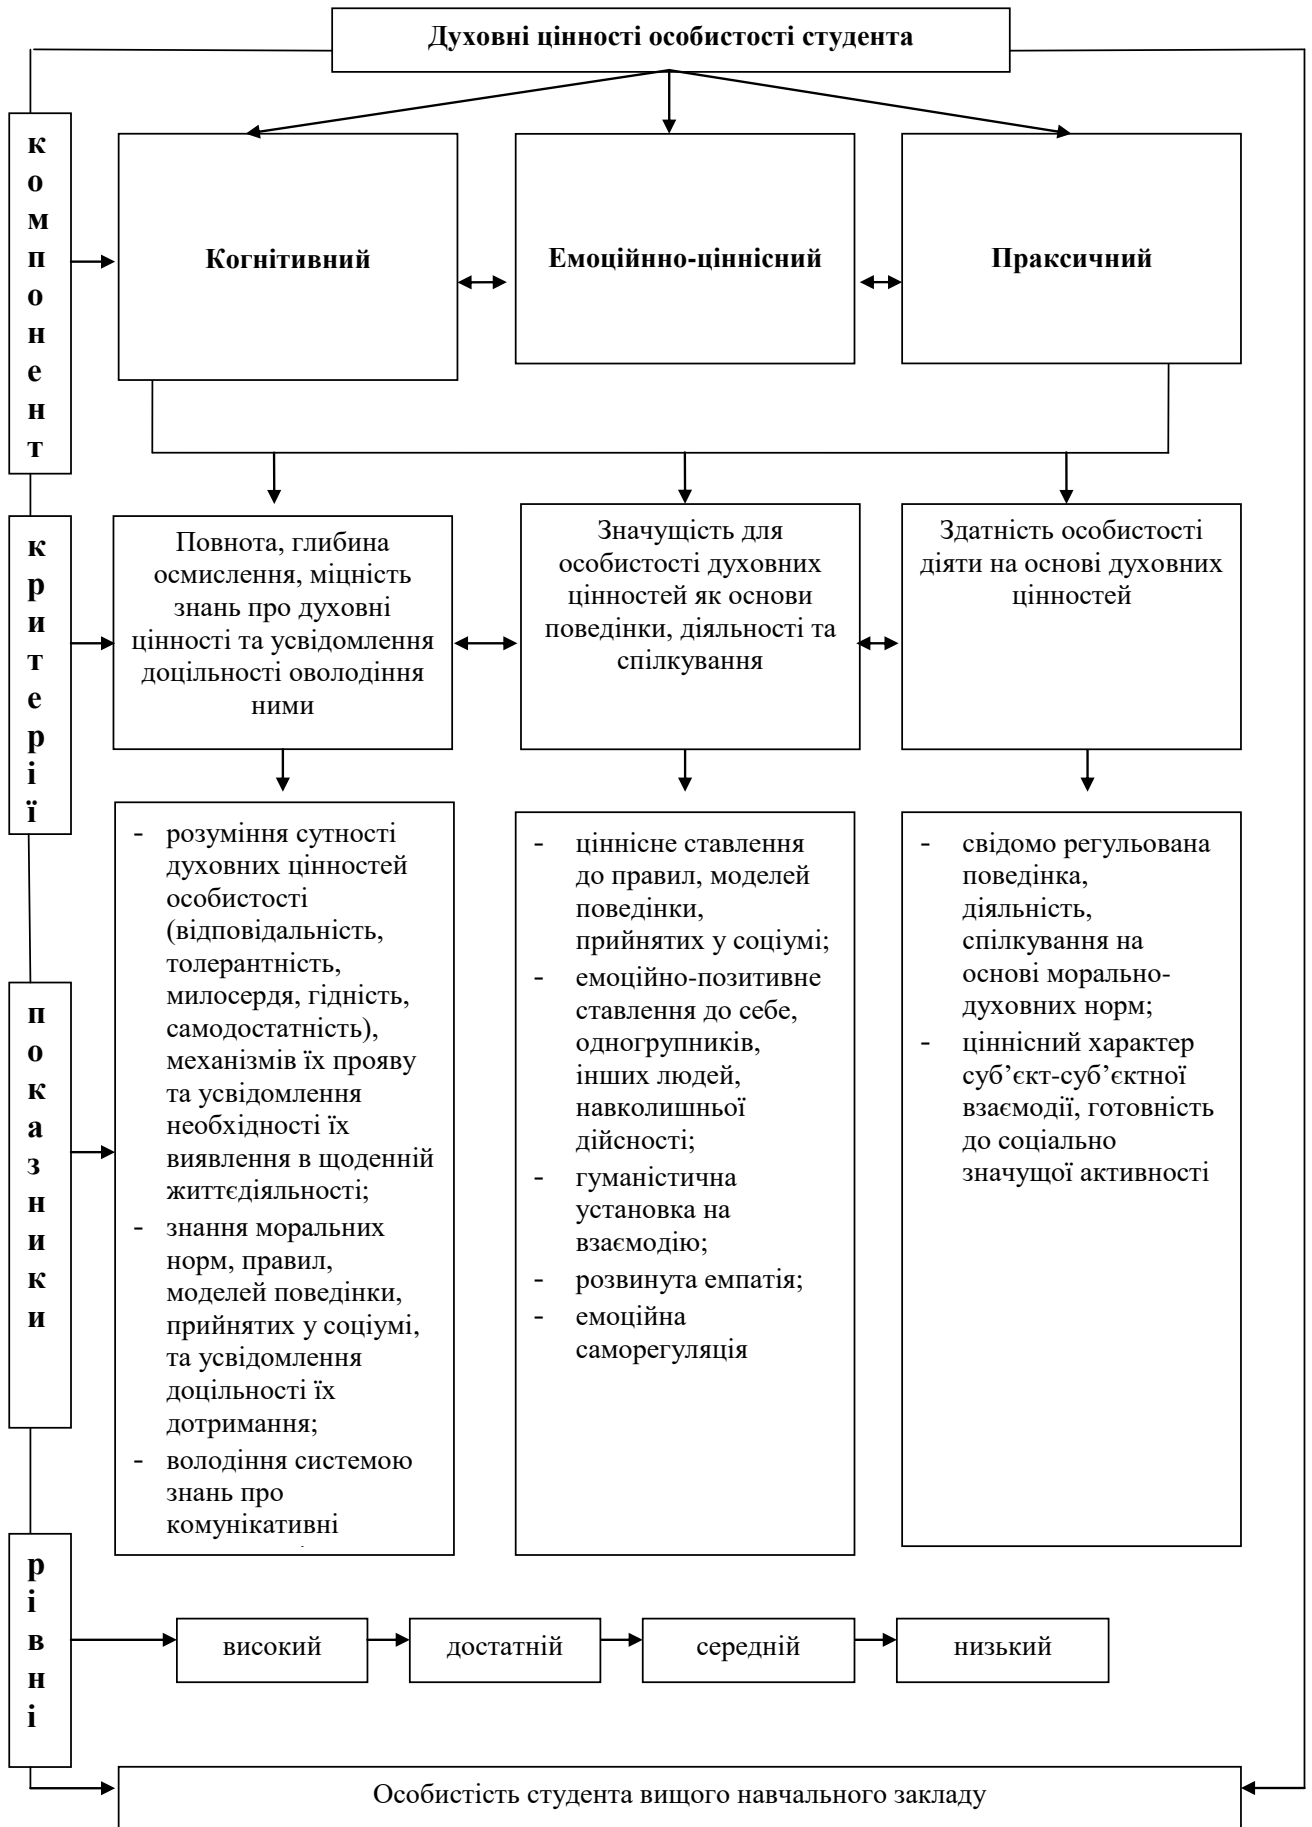 Духовні цінності особистості студента
компонент
Когнітивний
Емоційнно-ціннісний
Праксичний
критерії
Повнота, глибина
осмислення, міцність
знань про духовні
цінності та усвідомлення
доцільності оволодіння
ними
Значущість для
особистості духовних
цінностей як основи
поведінки, діяльності та
спілкування
Здатність особистості
діяти на основі духовних
цінностей
показники
- розуміння сутності
духовних цінностей
особистості
(відповідальність,
толерантність,
милосердя, гідність,
самодостатність),
механізмів їх прояву
та усвідомлення
необхідності їх
виявлення в щоденній
життєдіяльності;
- знання моральних
норм, правил,
моделей поведінки,
прийнятих у соціумі,
та усвідомлення
доцільності їх
дотримання;
- володіння системою
знань про
комунікативні
- ціннісне ставлення
до правил, моделей
поведінки,
прийнятих у соціумі;
- емоційно-позитивне
ставлення до себе,
одногрупників,
інших людей,
навколишньої
дійсності;
- гуманістична
установка на
взаємодію;
- розвинута емпатія;
- емоційна
саморегуляція
- свідомо регульована
поведінка,
діяльність,
спілкування на
основі морально-
духовних норм;
- ціннісний характер
суб’єкт-суб’єктної
взаємодії, готовність
до соціально
значущої активності
рівні
високий
достатній
середній
низький
Особистість студента вищого навчального закладу